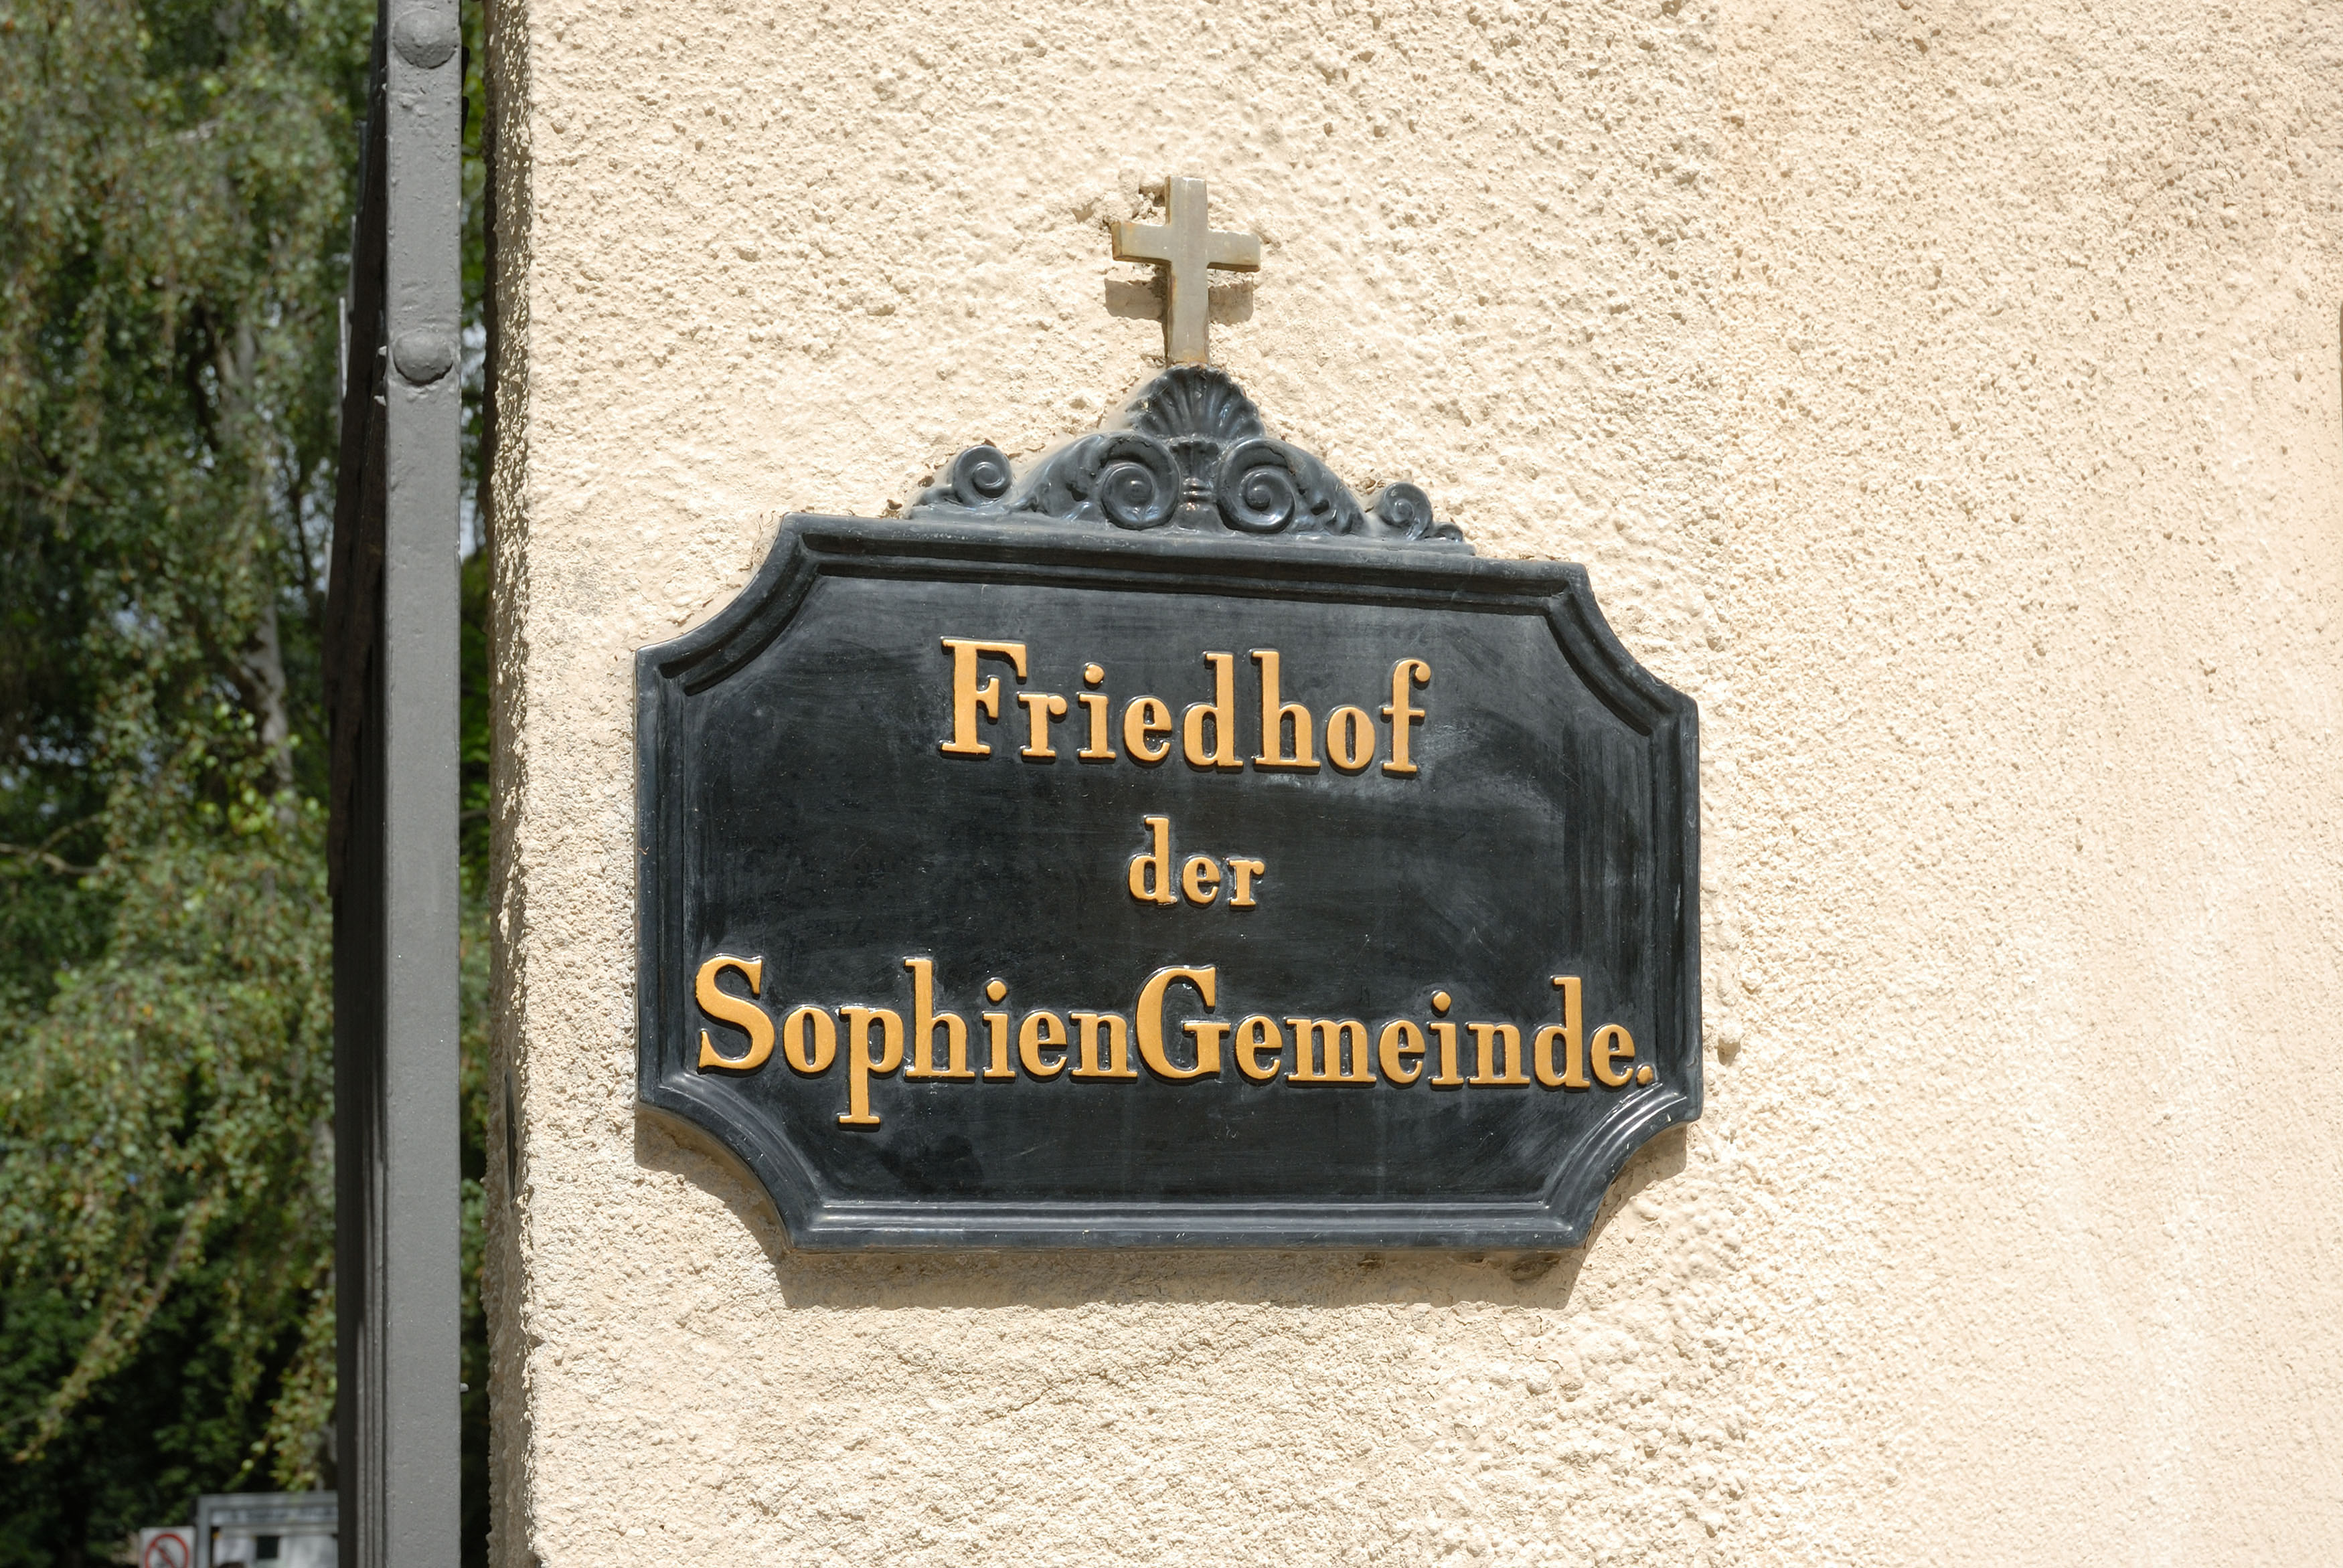 Friedhof
der
SophienGemeinde.